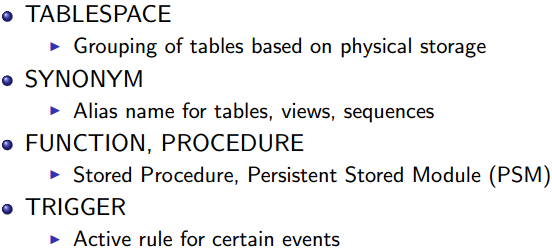 TABLESPACE
Grouping of tables based on physical storage
SYNONYM
Alias name for tables, views, sequences
FUNCTION, PROCEDURE
Stored Procedure, Persistent Stored Module (PSM)
TRIGGER
Active rule for certain events